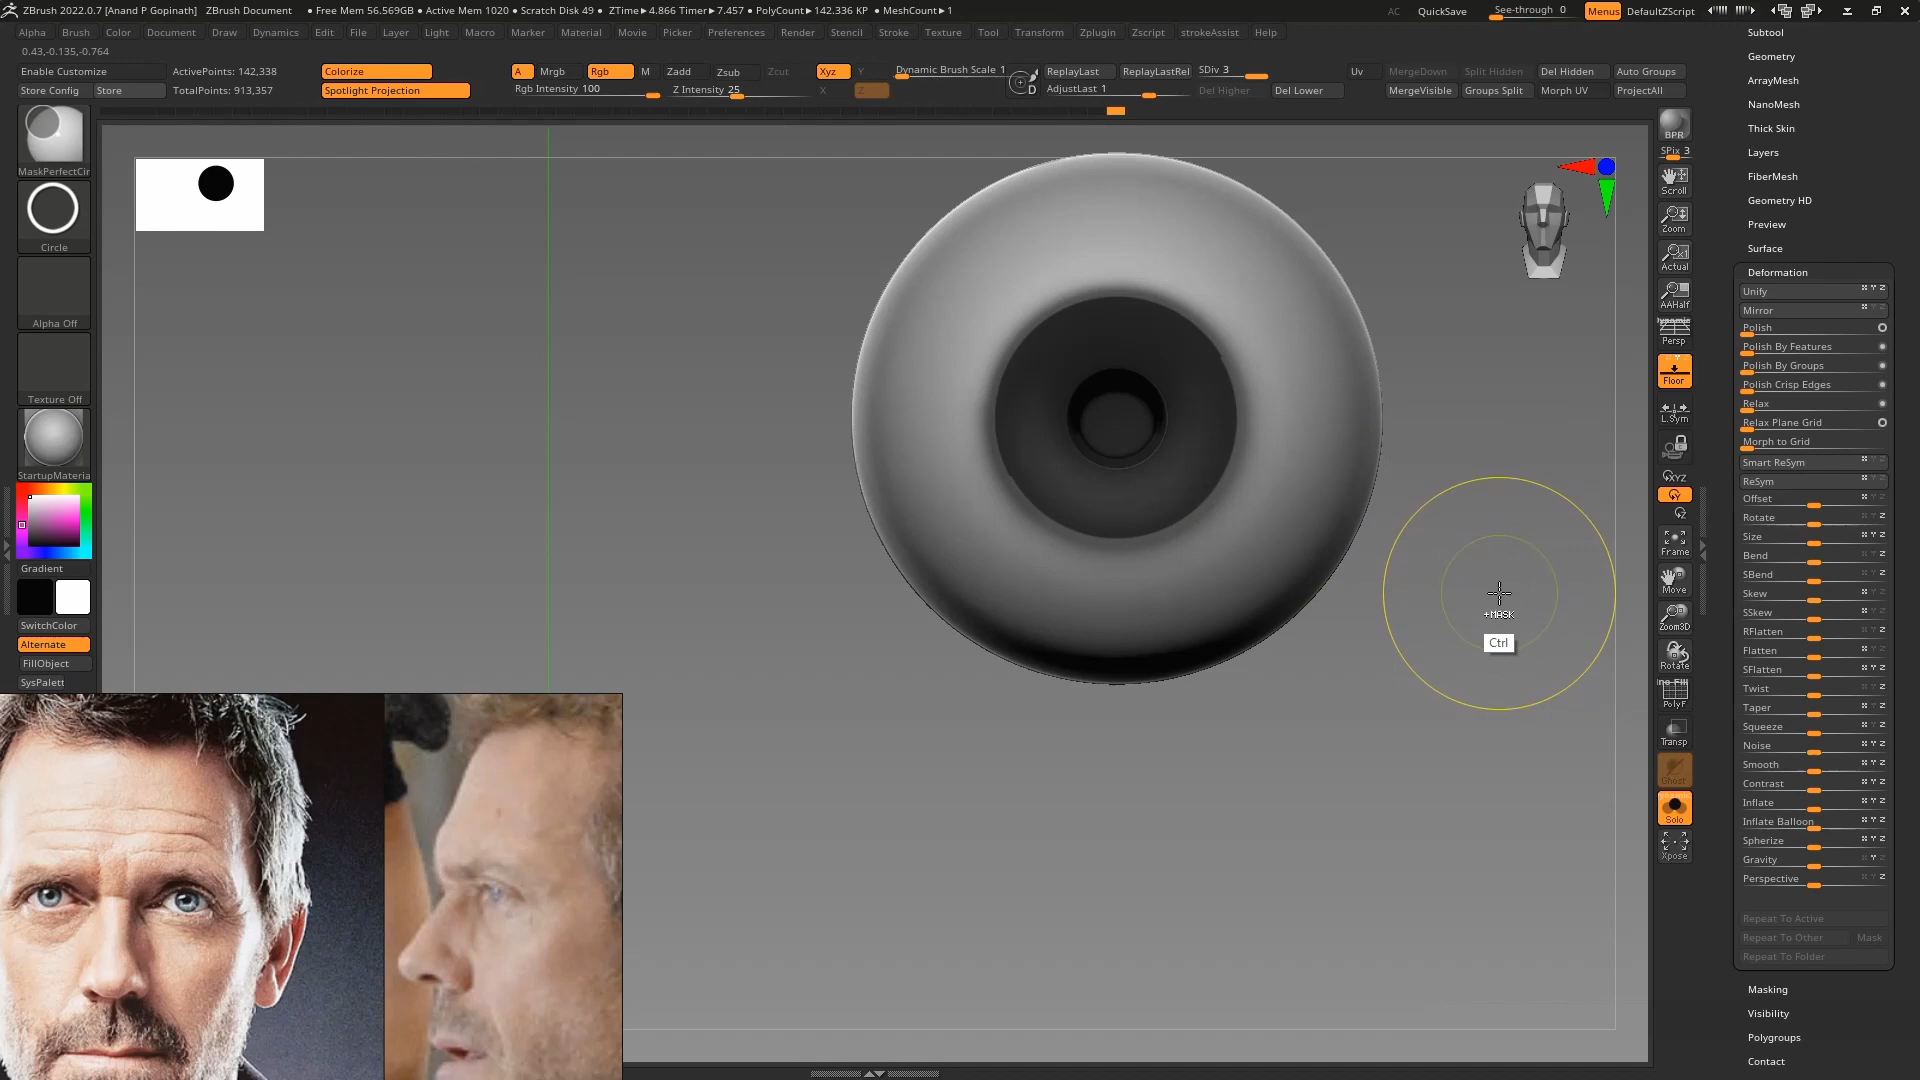 ZBrush 2022.0.7 [Anand P Gopinath] ZBrush Document • Free Mem 56.569GB • Active Mem 1020 • Scratch Disk 49 • ZTime▶4.866 Timer▶7.457 • PolyCount▶142.336 KP • MeshCount▶1 AC QuickSave See-through 0 Menus DefaultZScript
Alpha Brush Color Document Draw Dynamics Edit File Layer Light Macro Marker Material Movie Picker Preferences Render Stencil Stroke Texture Tool Transform Zplugin Zscript strokeAssist Help
0.43,-0.135,-0.764
Enable Customize ActivePoints: 142,338 Colorize A Mrgb Rgb M Zadd Zsub Zcut Xyz Y Dynamic Brush Scale 1 ReplayLast ReplayLastRel SDiv 3 Uv MergeDown Split Hidden Del Hidden Auto Groups
Store Config Store TotalPoints: 913,357 Spotlight Projection Rgb Intensity 100 Z Intensity 25 X Z D AdjustLast 1 Del Higher Del Lower MergeVisible Groups Split Morph UV ProjectAll
MaskPerfectCir
Circle
Alpha Off
Texture Off
StartupMateria
Gradient
SwitchColor
Alternate
FillObject
SysPalett
+MASK
Ctrl
BPR
SPix 3
Scroll
Zoom
Actual
AAHalf
Dynamic
Persp
Floor
L.Sym
XYZ
Y
Z
Frame
Move
Zoom3D
Rotate
PolyF
Transp
Ghost
Solo
Xpose
Subtool
Geometry
ArrayMesh
NanoMesh
Thick Skin
Layers
FiberMesh
Geometry HD
Preview
Surface
Deformation
Unify
Mirror
Polish
Polish By Features
Polish By Groups
Polish Crisp Edges
Relax
Relax Plane Grid
Morph to Grid
Smart ReSym
ReSym
Offset
Rotate
Size
Bend
SBend
Skew
SSkew
RFlatten
Flatten
SFlatten
Twist
Taper
Squeeze
Noise
Smooth
Contrast
Inflate
Inflate Balloon
Spherize
Gravity
Perspective
Repeat To Active
Repeat To Other Mask
Repeat To Folder
Masking
Visibility
Polygroups
Contact